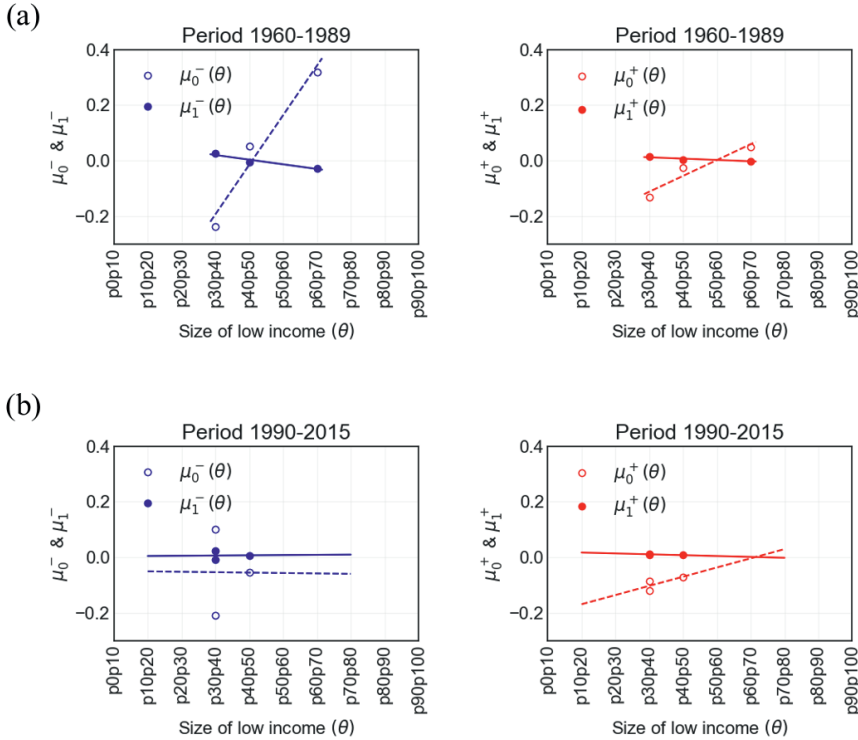 (a)
Period 1960-1989
0.4
0.2
0.0
−0.2
μ₀⁻ & μ₁⁻
μ₀⁻(θ)
μ₁⁻(θ)
p0p10
p10p20
p20p30
p30p40
p40p50
p50p60
p60p70
p70p80
p80p90
p90p100
Size of low income (θ)
Period 1960-1989
0.4
0.2
0.0
−0.2
μ₀⁺ & μ₁⁺
μ₀⁺(θ)
μ₁⁺(θ)
p0p10
p10p20
p20p30
p30p40
p40p50
p50p60
p60p70
p70p80
p80p90
p90p100
Size of low income (θ)
(b)
Period 1990-2015
0.4
0.2
0.0
−0.2
μ₀⁻ & μ₁⁻
μ₀⁻(θ)
μ₁⁻(θ)
p0p10
p10p20
p20p30
p30p40
p40p50
p50p60
p60p70
p70p80
p80p90
p90p100
Size of low income (θ)
Period 1990-2015
0.4
0.2
0.0
−0.2
μ₀⁺ & μ₁⁺
μ₀⁺(θ)
μ₁⁺(θ)
p0p10
p10p20
p20p30
p30p40
p40p50
p50p60
p60p70
p70p80
p80p90
p90p100
Size of low income (θ)